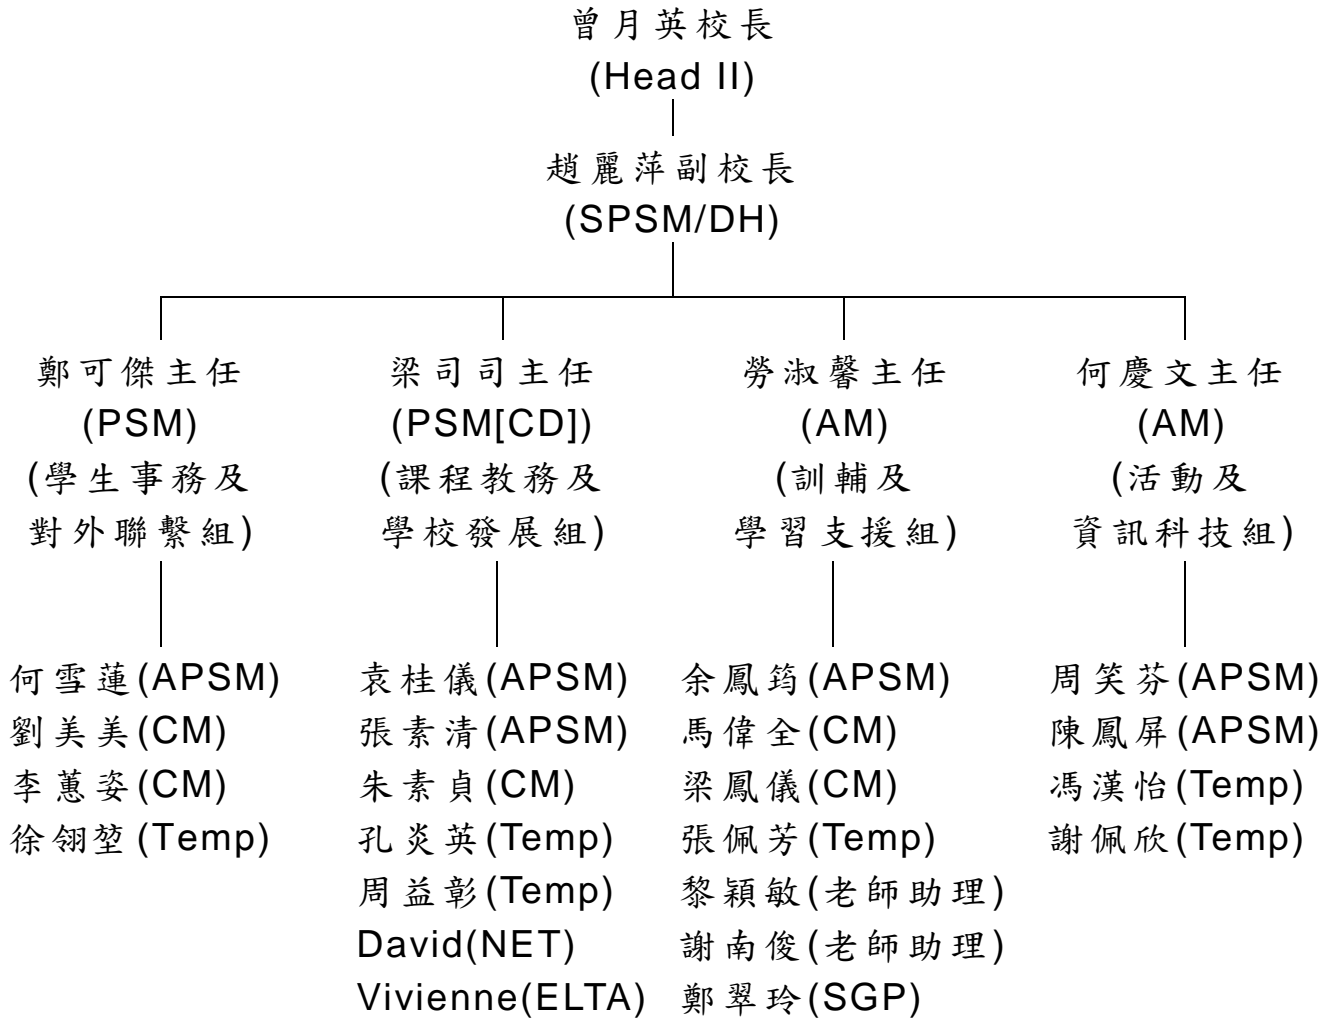 曾月英校長
(Head II)
趙麗萍副校長
(SPSM/DH)
鄭可傑主任
(PSM)
(學生事務及
對外聯繫組)
梁司司主任
(PSM[CD])
(課程教務及
學校發展組)
勞淑馨主任
(AM)
(訓輔及
學習支援組)
何慶文主任
(AM)
(活動及
資訊科技組)
何雪蓮(APSM)
劉美美(CM)
李蕙姿(CM)
徐翎堃(Temp)
袁桂儀(APSM)
張素清(APSM)
朱素貞(CM)
孔炎英(Temp)
周益彰(Temp)
David(NET)
Vivienne(ELTA)
余鳳筠(APSM)
馬偉全(CM)
梁鳳儀(CM)
張佩芳(Temp)
黎穎敏(老師助理)
謝南俊(老師助理)
鄭翠玲(SGP)
周笑芬(APSM)
陳鳳屏(APSM)
馮漢怡(Temp)
謝佩欣(Temp)